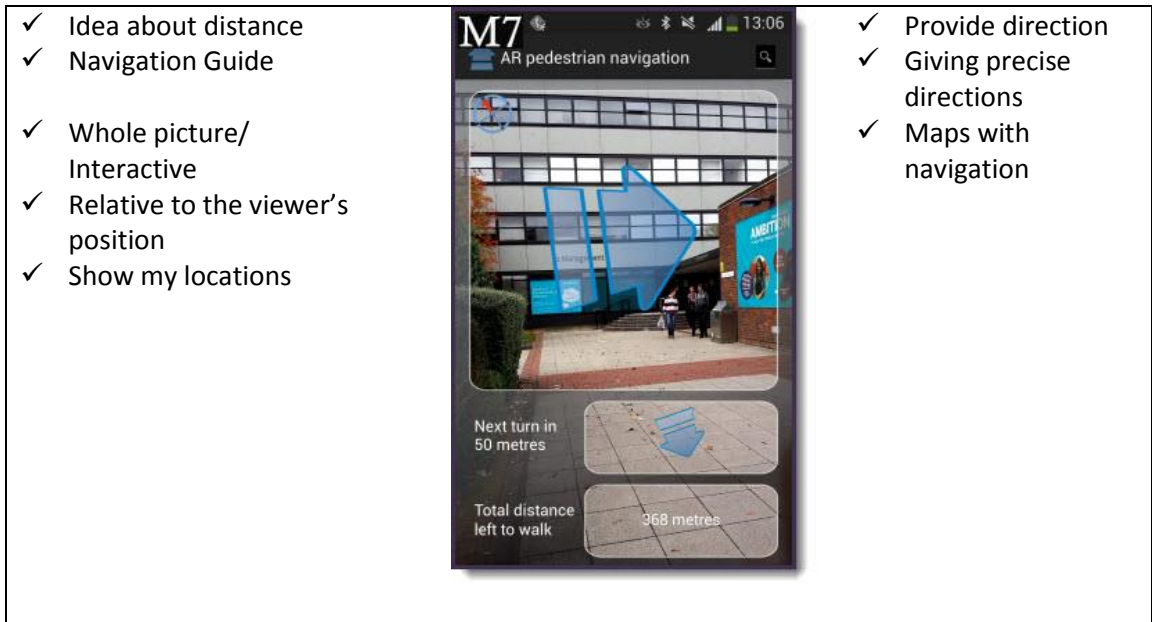 ✓ Idea about distance
✓ Navigation Guide
✓ Whole picture/
Interactive
✓ Relative to the viewer's
position
✓ Show my locations
M7
13:06
AR pedestrian navigation
Management
AMBITION
Next turn in
50 metres
Total distance
left to walk
368 metres
✓ Provide direction
✓ Giving precise
directions
✓ Maps with
navigation